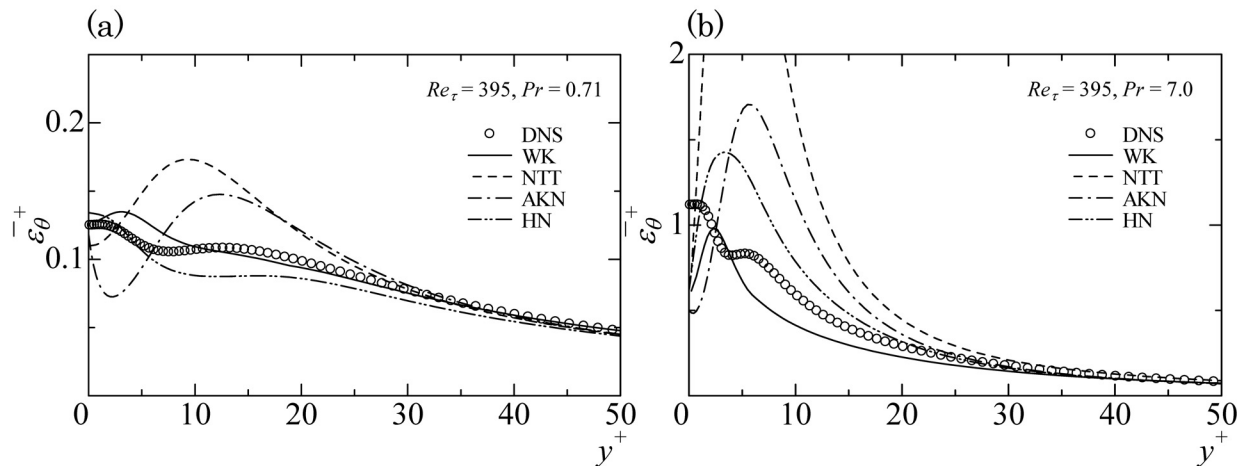 (a)
Re_τ = 395, Pr = 0.71
0.2
DNS
WK
NTT
AKN
HN
ε̄_θ^+
0.1
0 10 20 30 40 50
y^+
(b)
2
Re_τ = 395, Pr = 7.0
DNS
WK
NTT
AKN
HN
ε̄_θ^+
1
0 10 20 30 40 50
y^+